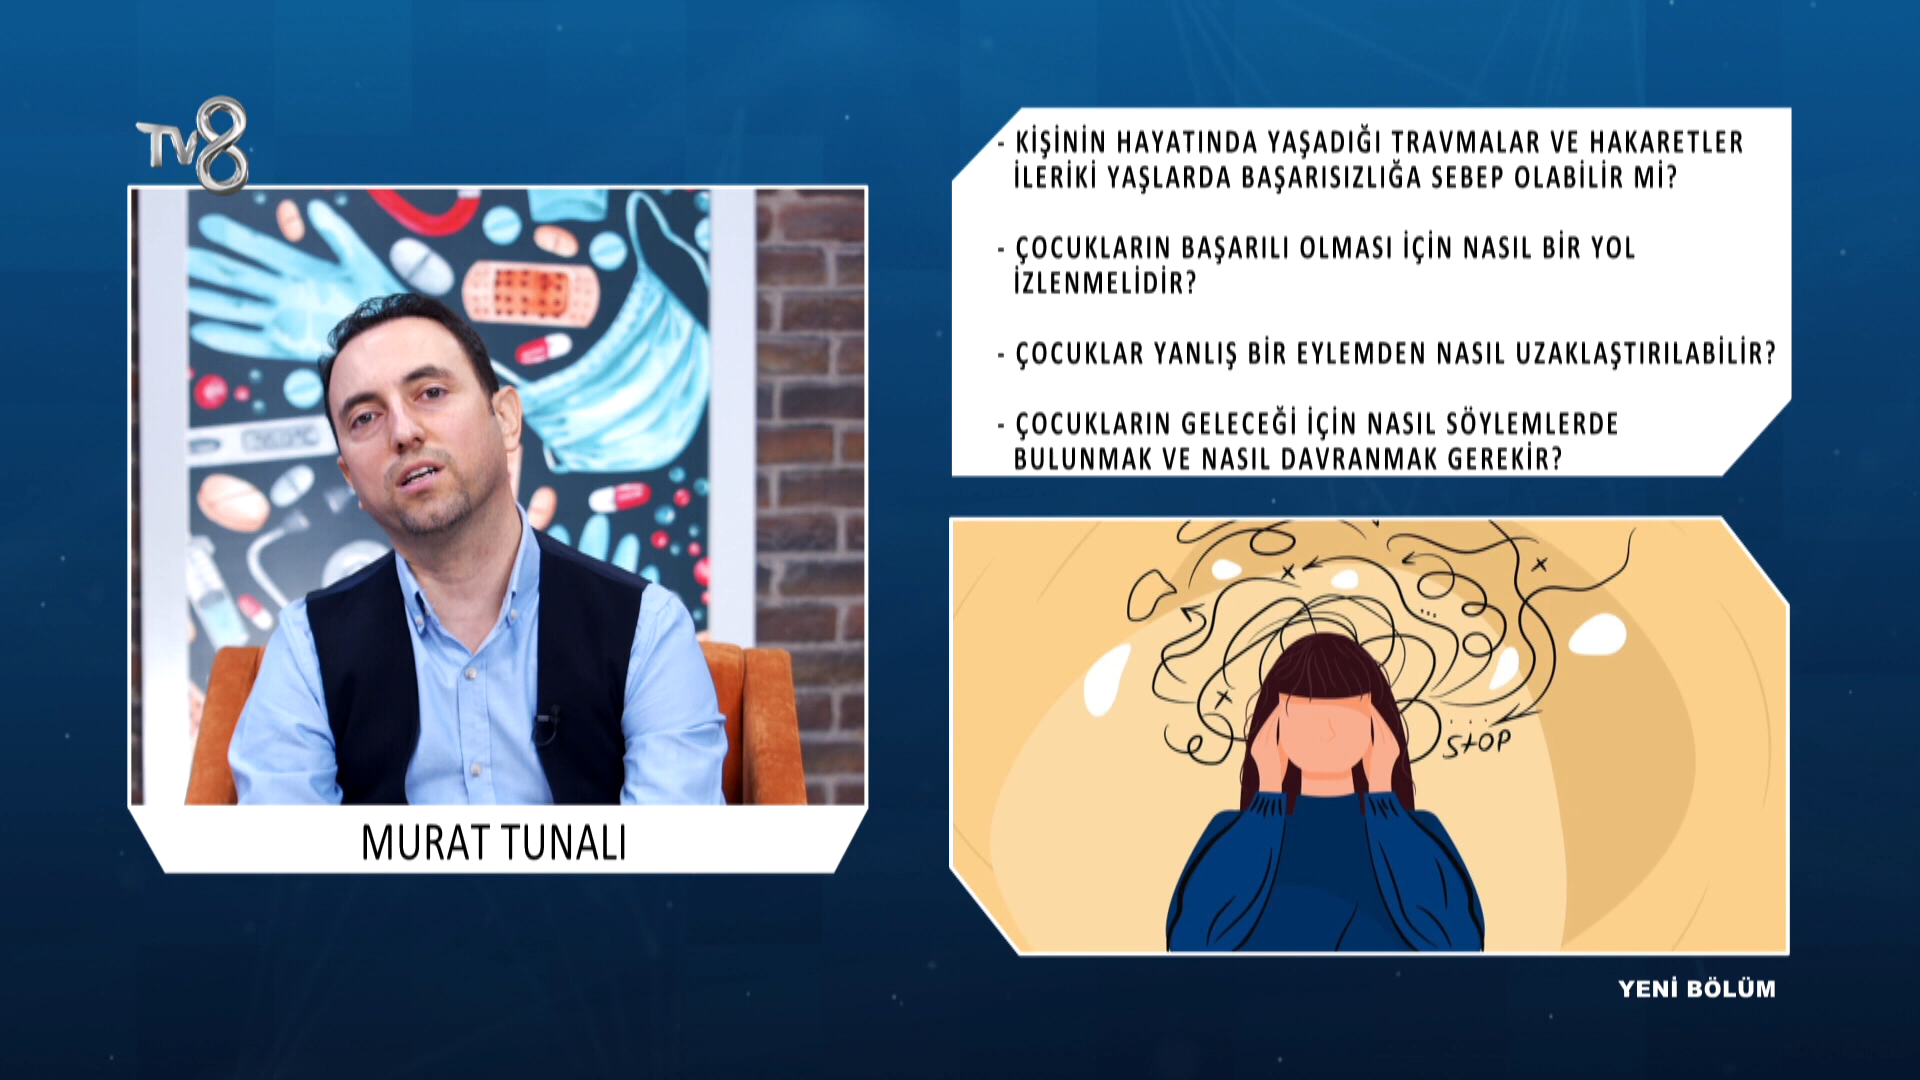 TV8
- KİŞİNİN HAYATINDA YAŞADIĞI TRAVMALAR VE HAKARETLER
İLERİKİ YAŞLARDA BAŞARISIZLIĞA SEBEP OLABİLİR Mİ?
- ÇOCUKLARIN BAŞARILI OLMASI İÇİN NASIL BİR YOL
İZLENMELİDİR?
- ÇOCUKLAR YANLIŞ BİR EYLEMDEN NASIL UZAKLAŞTIRILABİLİR?
- ÇOCUKLARIN GELECEĞİ İÇİN NASIL SÖYLEMLERDE
BULUNMAK VE NASIL DAVRANMAK GEREKİR?
STOP
MURAT TUNALI
YENİ BÖLÜM